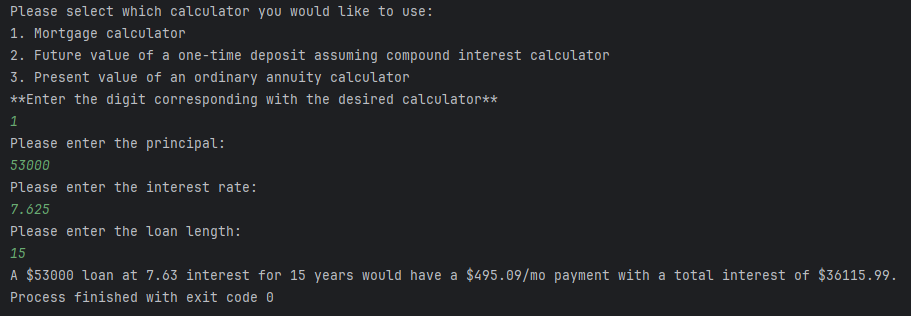 Please select which calculator you would like to use:
1. Mortgage calculator
2. Future value of a one-time deposit assuming compound interest calculator
3. Present value of an ordinary annuity calculator
**Enter the digit corresponding with the desired calculator**
1
Please enter the principal:
53000
Please enter the interest rate:
7.625
Please enter the loan length:
15
A $53000 loan at 7.63 interest for 15 years would have a $495.09/mo payment with a total interest of $36115.99.
Process finished with exit code 0